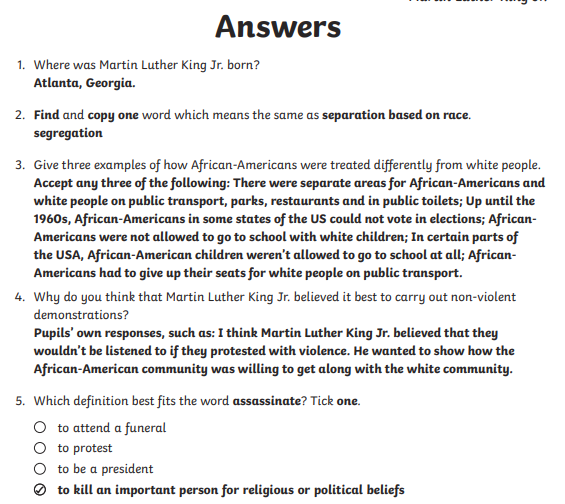 Answers
1. Where was Martin Luther King Jr. born?
Atlanta, Georgia.
2. Find and copy one word which means the same as separation based on race.
segregation
3. Give three examples of how African-Americans were treated differently from white people.
Accept any three of the following: There were separate areas for African-Americans and
white people on public transport, parks, restaurants and in public toilets; Up until the
1960s, African-Americans in some states of the US could not vote in elections; African-
Americans were not allowed to go to school with white children; In certain parts of
the USA, African-American children weren't allowed to go to school at all; African-
Americans had to give up their seats for white people on public transport.
4. Why do you think that Martin Luther King Jr. believed it best to carry out non-violent
demonstrations?
Pupils' own responses, such as: I think Martin Luther King Jr. believed that they
wouldn't be listened to if they protested with violence. He wanted to show how the
African-American community was willing to get along with the white community.
5. Which definition best fits the word assassinate? Tick one.
to attend a funeral
to protest
to be a president
to kill an important person for religious or political beliefs